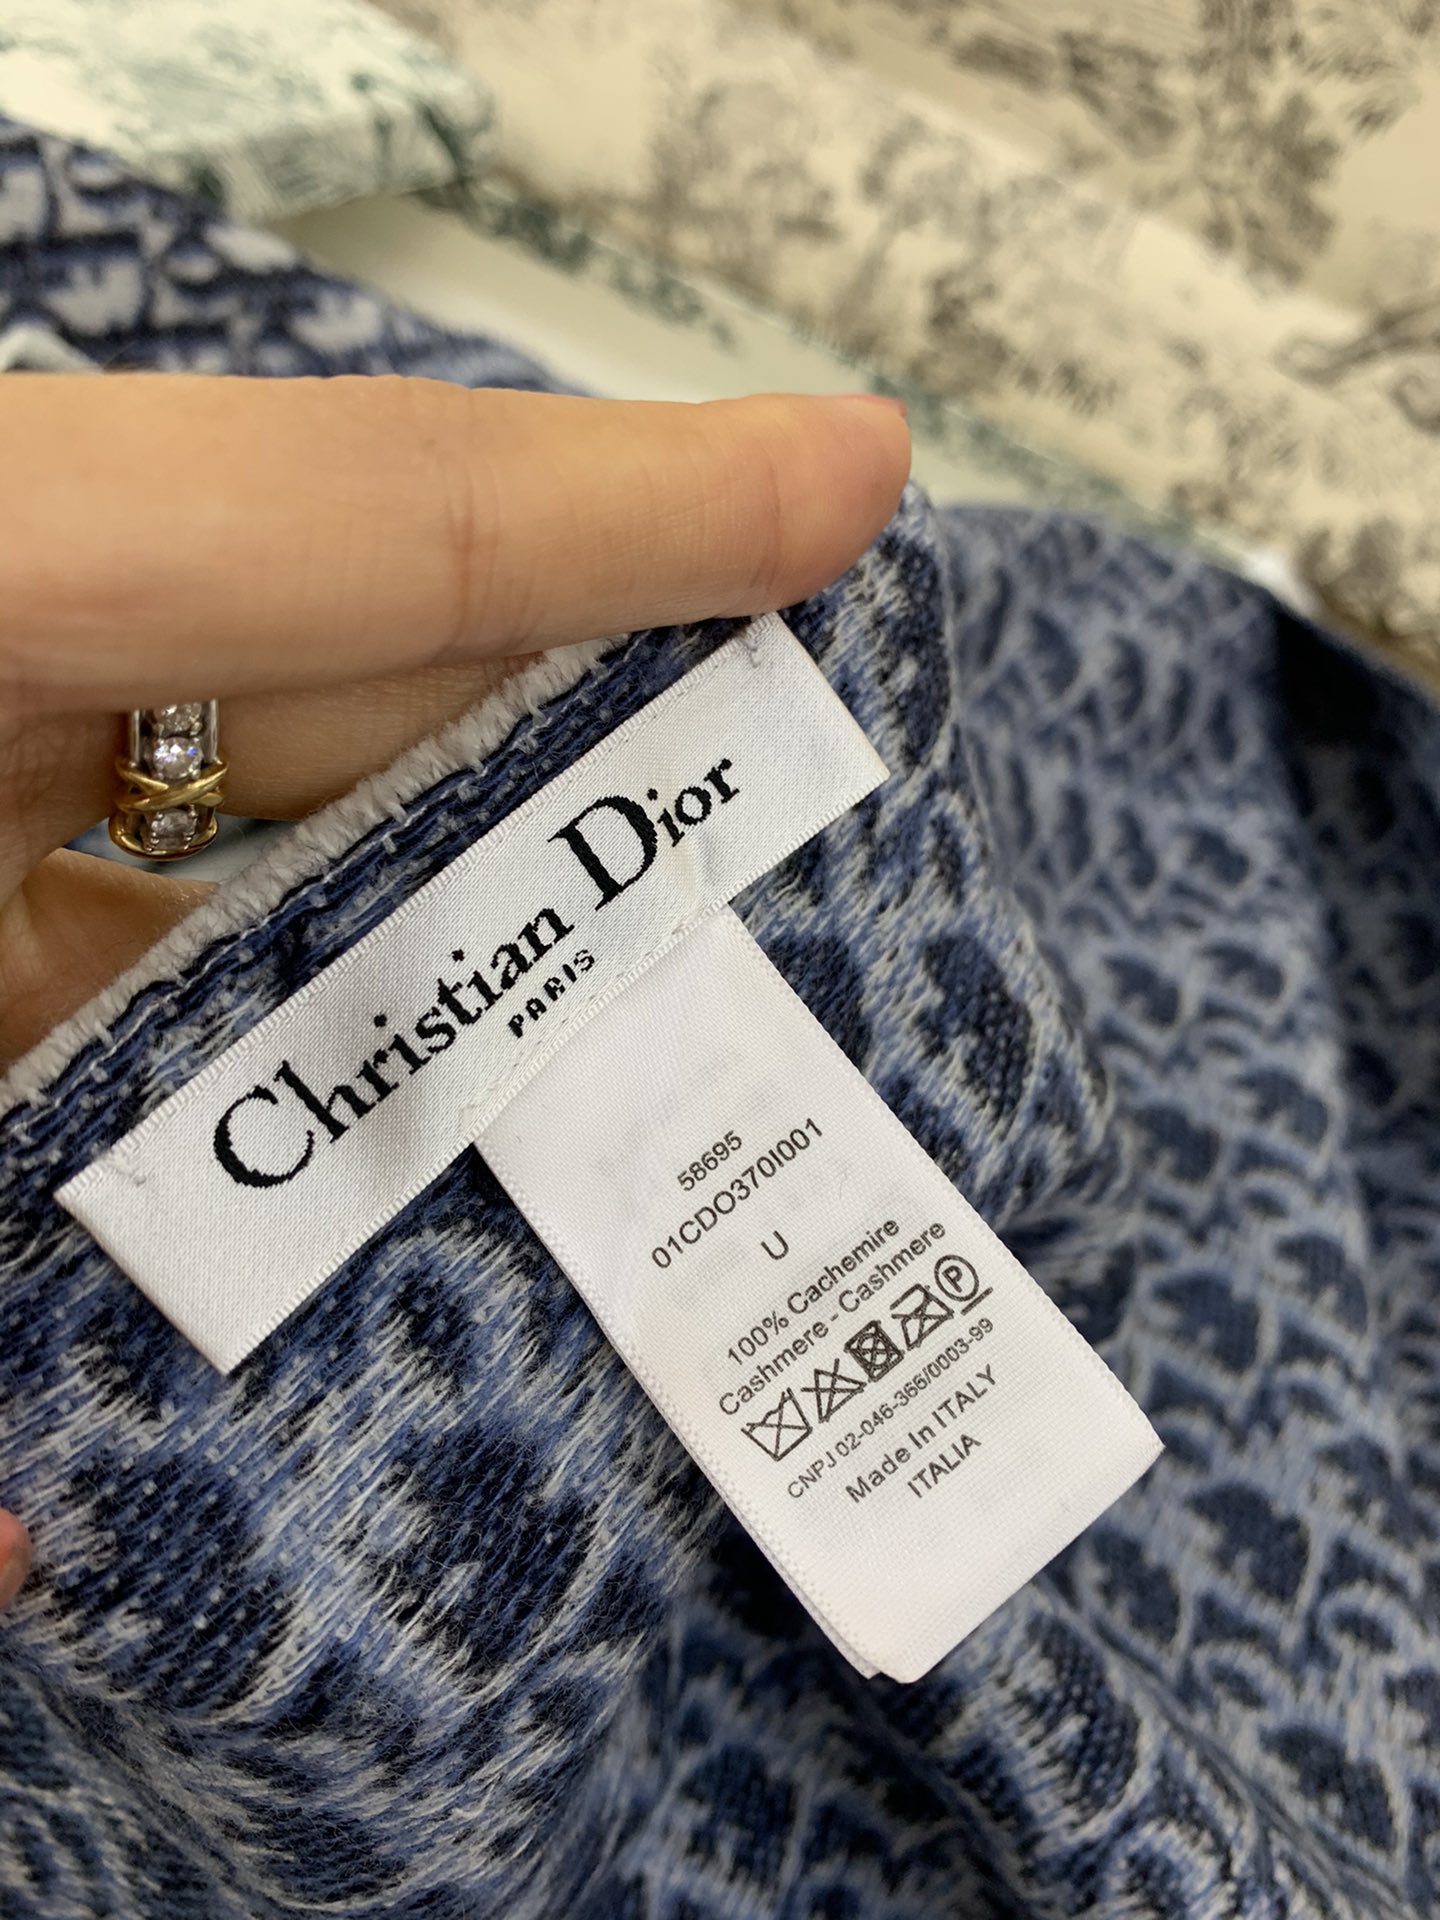 Christian Dior
PARIS
58695
01CDO370I001
U
100% Cachemire
Cashmere - Cashmere
P
CNPJ 02-046-365/0003-99
Made In ITALY
ITALIA